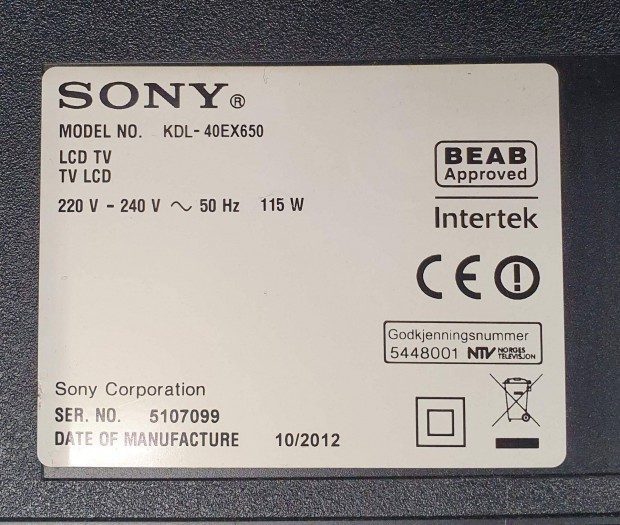 SONY®
MODEL NO. KDL-40EX650
LCD TV
TV LCD
220 V - 240 V ~ 50 Hz 115 W
BEAB
Approved
Intertek
CE
Godkjenningsnummer
5448001 NTV NORGES TELEVISJON
Sony Corporation
SER. NO. 5107099
DATE OF MANUFACTURE 10/2012